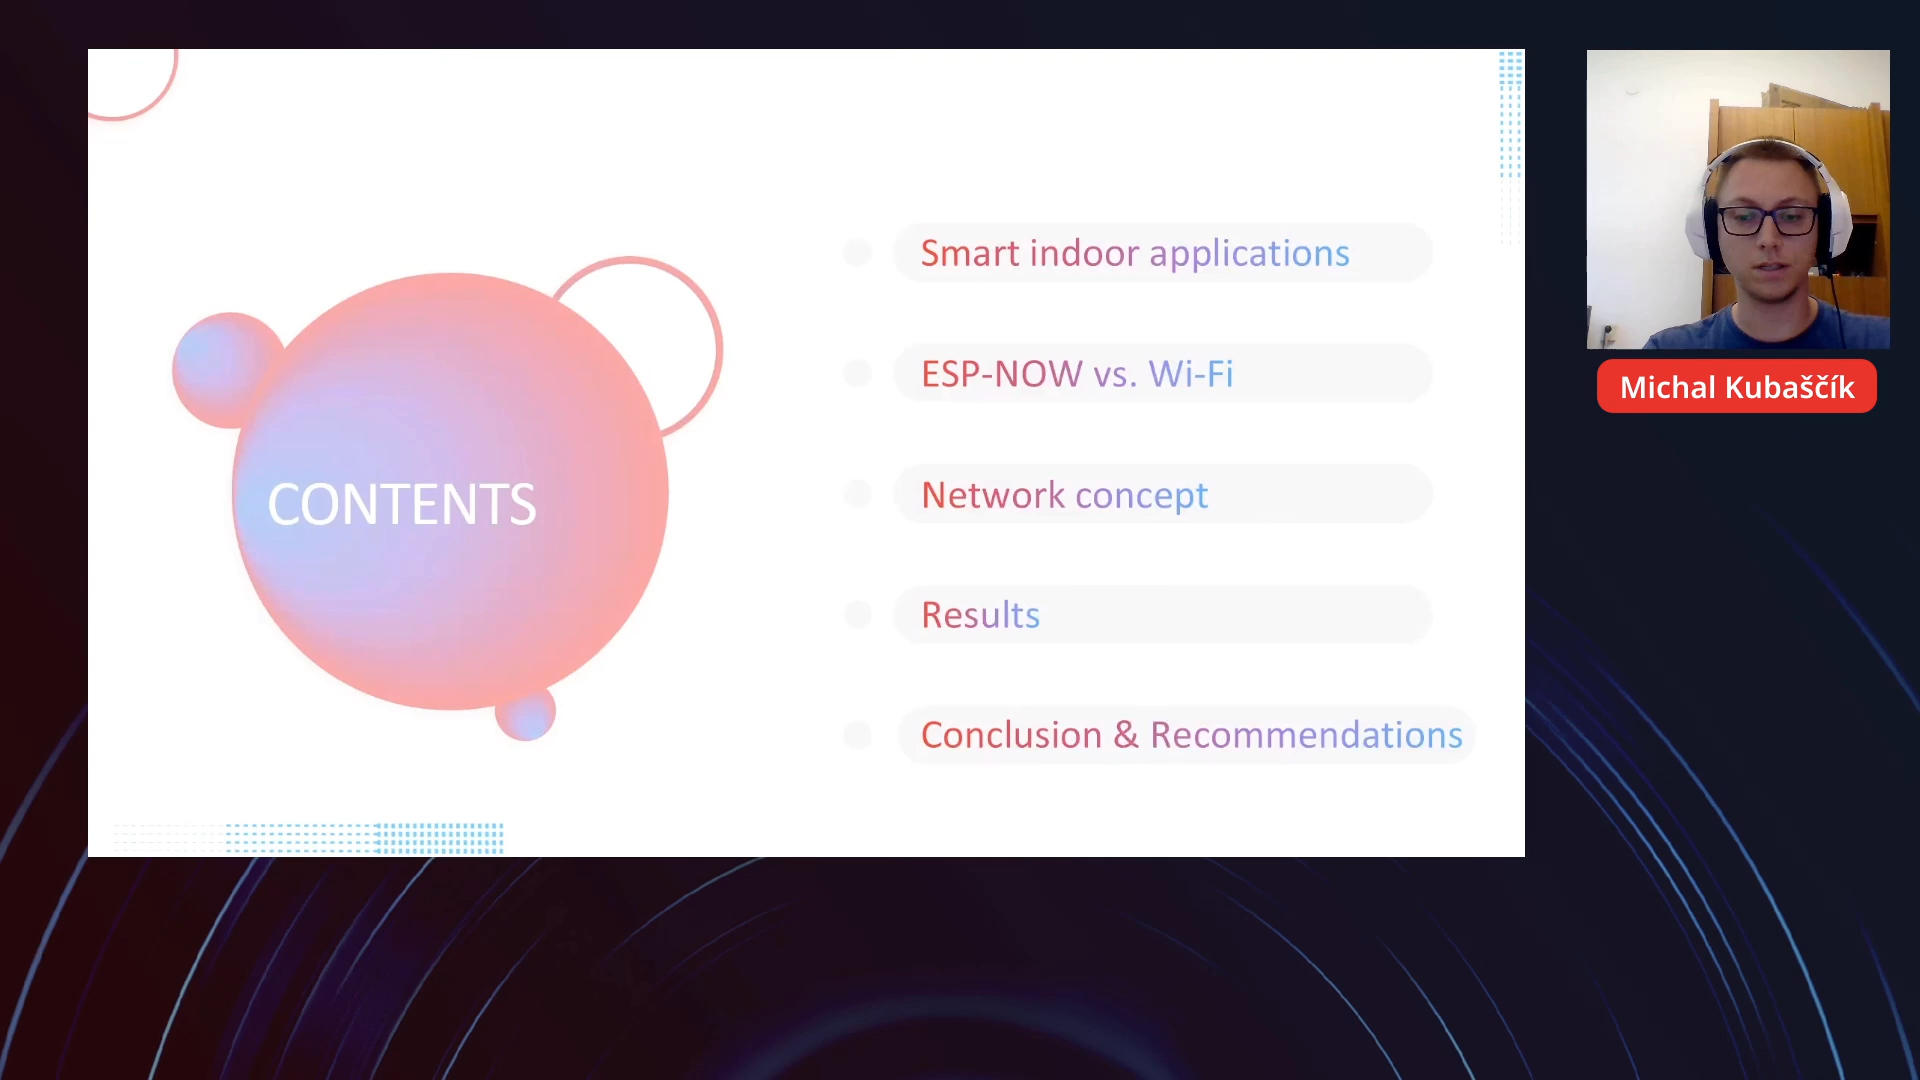 CONTENTS
Smart indoor applications
ESP-NOW vs. Wi-Fi
Network concept
Results
Conclusion & Recommendations
Michal Kubaščík